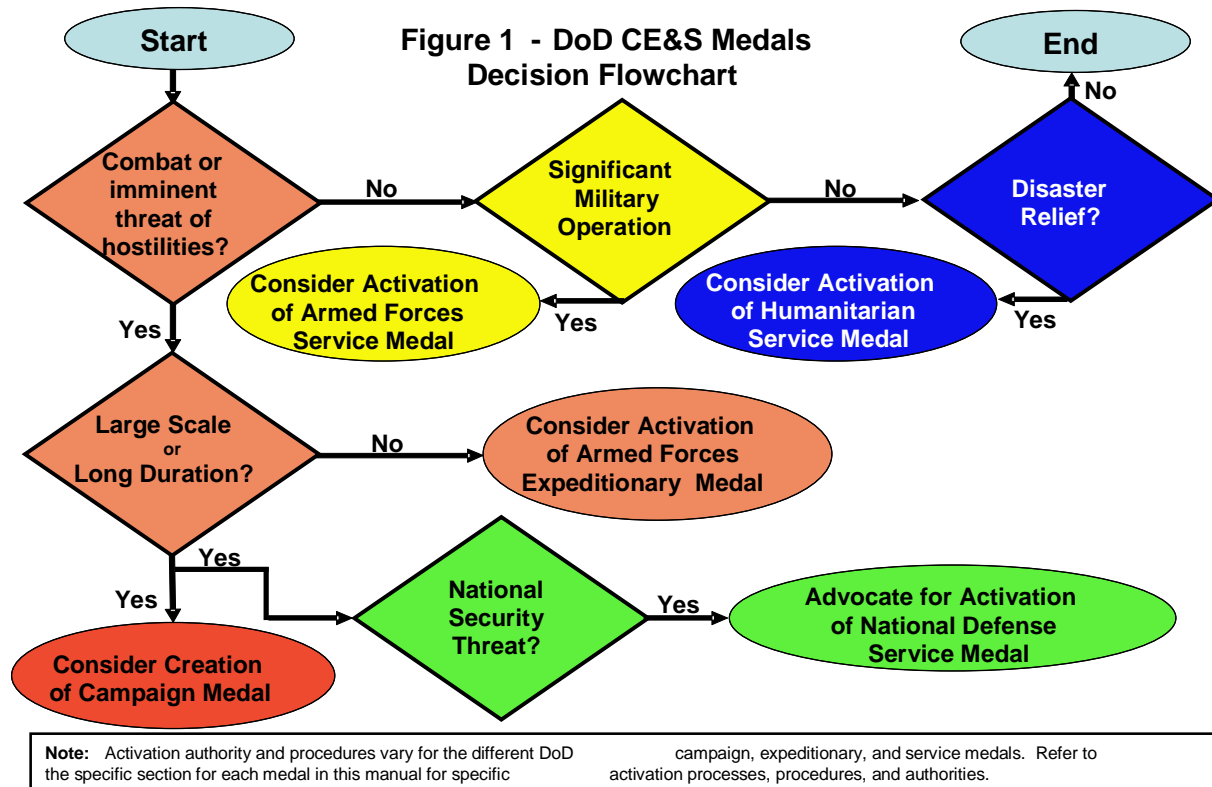 Start
Figure 1 - DoD CE&S Medals
Decision Flowchart
End
No
Combat or
imminent
threat of
hostilities?
No
Significant
Military
Operation
No
Disaster
Relief?
Consider Activation
of Armed Forces
Service Medal
Yes
Consider Activation
of Humanitarian
Service Medal
Yes
Yes
Large Scale
or
Long Duration?
No
Consider Activation
of Armed Forces
Expeditionary Medal
Yes
Yes
National
Security
Threat?
Yes
Advocate for Activation
of National Defense
Service Medal
Consider Creation
of Campaign Medal
Note: Activation authority and procedures vary for the different DoD campaign, expeditionary, and service medals. Refer to
the specific section for each medal in this manual for specific activation processes, procedures, and authorities.